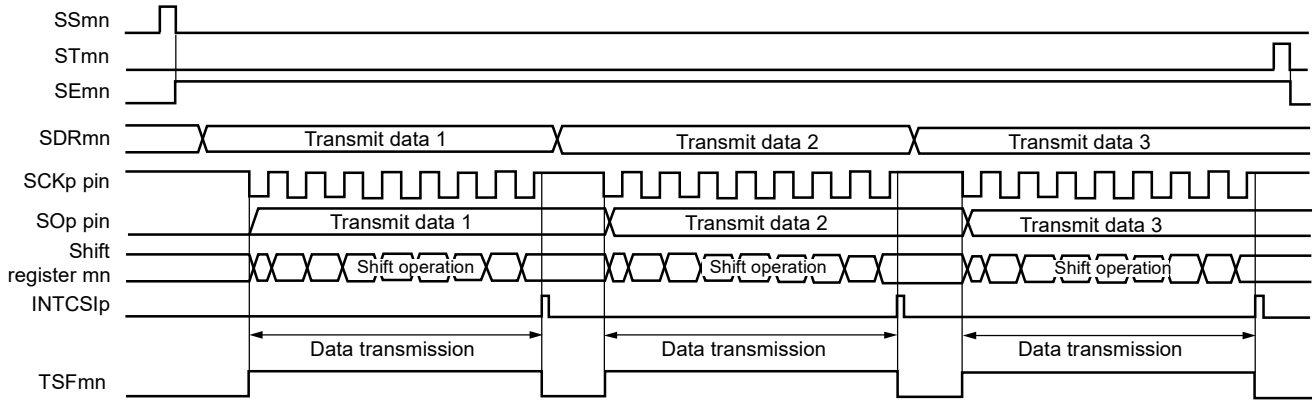 SSmn
STmn
SEmn
SDRmn Transmit data 1 Transmit data 2 Transmit data 3
SCKp pin
SOp pin Transmit data 1 Transmit data 2 Transmit data 3
Shift
register mn Shift operation Shift operation Shift operation
INTCSIp
Data transmission Data transmission Data transmission
TSFmn